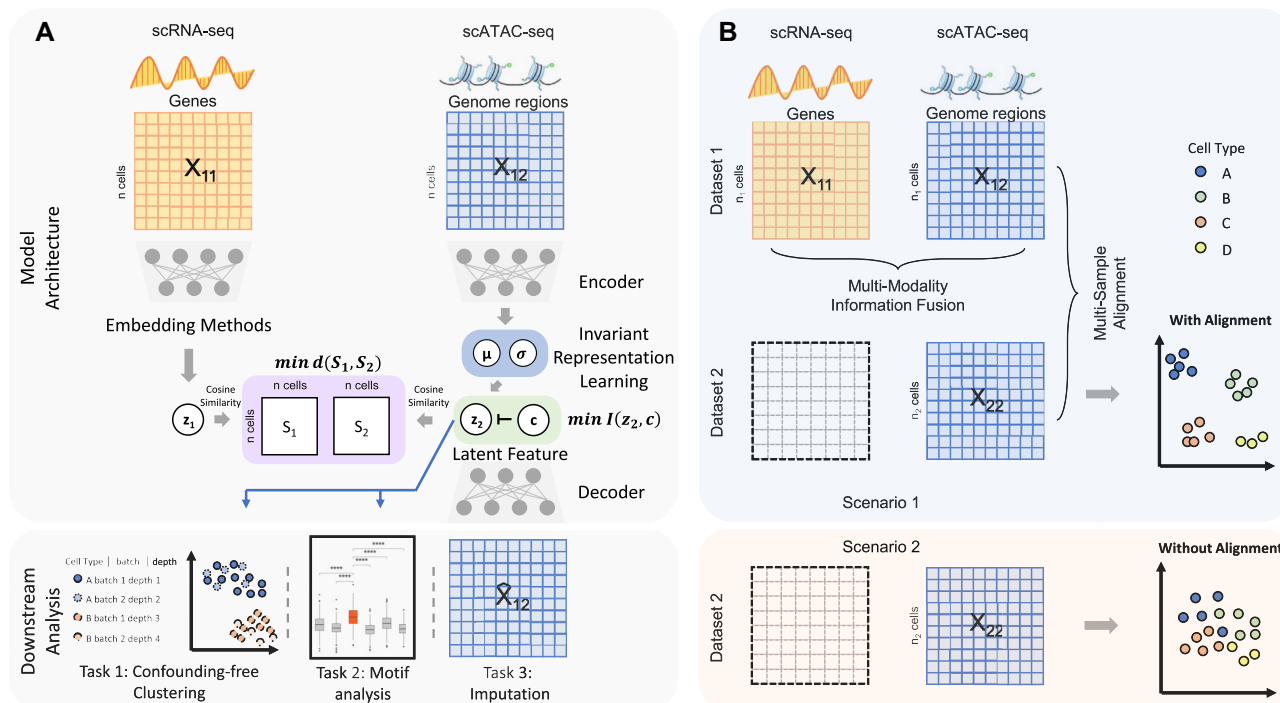 A
scRNA-seq
scATAC-seq
Genes
Genome regions
n cells
X11
n cells
X12
Model
Architecture
Encoder
Embedding Methods
μ
σ
Invariant
Representation
Learning
min d(S1, S2)
n cells
n cells
n cells
S1
S2
z1
Cosine
Similarity
Cosine
Similarity
z2
c
min I(z2, c)
Latent Feature
Decoder
Downstream
Analysis
Cell Type | batch | depth
A batch 1 depth 1
A batch 2 depth 2
B batch 1 depth 3
B batch 2 depth 4
Task 1: Confounding-free
Clustering
****
****
****
****
****
Task 2: Motif
analysis
X̂12
Task 3:
Imputation
B
scRNA-seq
scATAC-seq
Genes
Genome regions
Dataset 1
n1 cells
X11
n1 cells
X12
Multi-Modality
Information Fusion
Multi-Sample
Alignment
Cell Type
A
B
C
D
Dataset 2
n2 cells
X22
With Alignment
Scenario 1
Scenario 2
Dataset 2
n2 cells
X22
Without Alignment